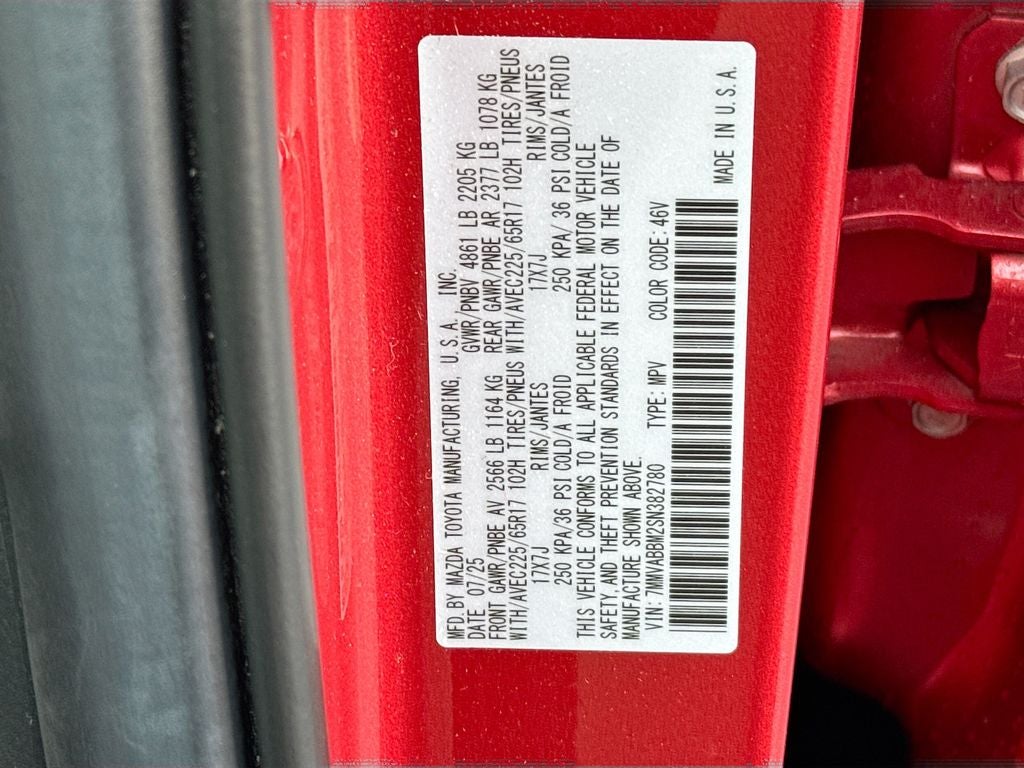 MFD. BY MAZDA TOYOTA MANUFACTURING, U.S.A. INC.
DATE 07/25 GVWR/PNBV 4861 LB 2205 KG
FRONT GAWR/PNBE AV 2566 LB 1164 KG REAR GAWR/PNBE AR 2377 LB 1078 KG
WITH/AVEC225/65R17 102H TIRES/PNEUS WITH/AVEC225/65R17 102H TIRES/PNEUS
17X7J RIMS/JANTES 17X7J RIMS/JANTES
250 KPA/36 PSI COLD/A FROID 250 KPA/36 PSI COLD/A FROID
THIS VEHICLE CONFORMS TO ALL APPLICABLE FEDERAL MOTOR VEHICLE
SAFETY, AND THEFT PREVENTION STANDARDS IN EFFECT ON THE DATE OF
MANUFACTURE SHOWN ABOVE.
VIN: 7MMVABBM2SN382780 TYPE: MPV COLOR CODE: 46V
MADE IN U.S.A.